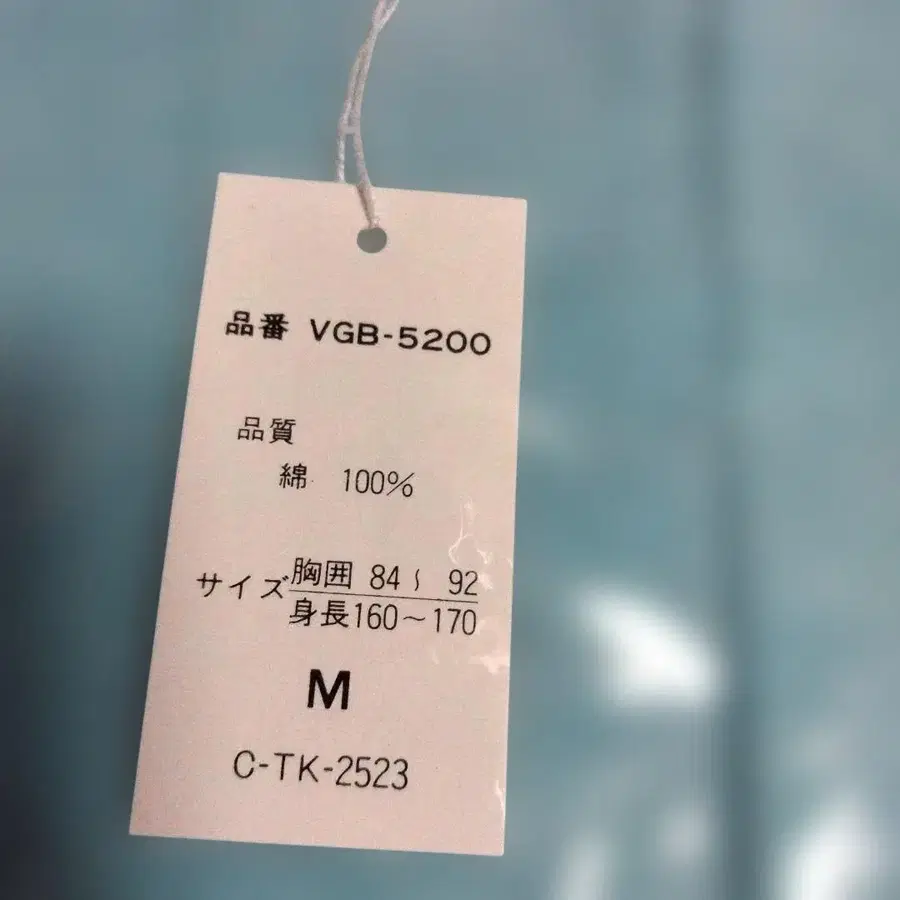 品番 VGB-5200
品質
綿 100%
サイズ 胸囲 84~92
身長160~170
M
C-TK-2523